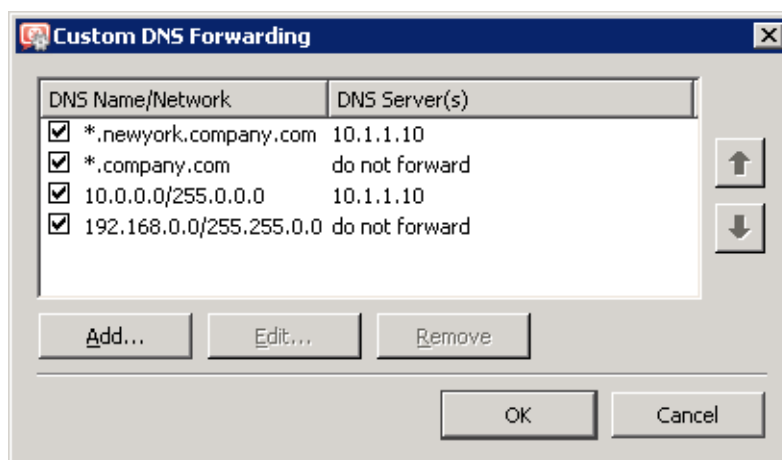 Custom DNS Forwarding
DNS Name/Network DNS Server(s)
*.newyork.company.com 10.1.1.10
*.company.com do not forward
10.0.0.0/255.0.0.0 10.1.1.10
192.168.0.0/255.255.0.0 do not forward
Add... Edit... Remove
OK Cancel